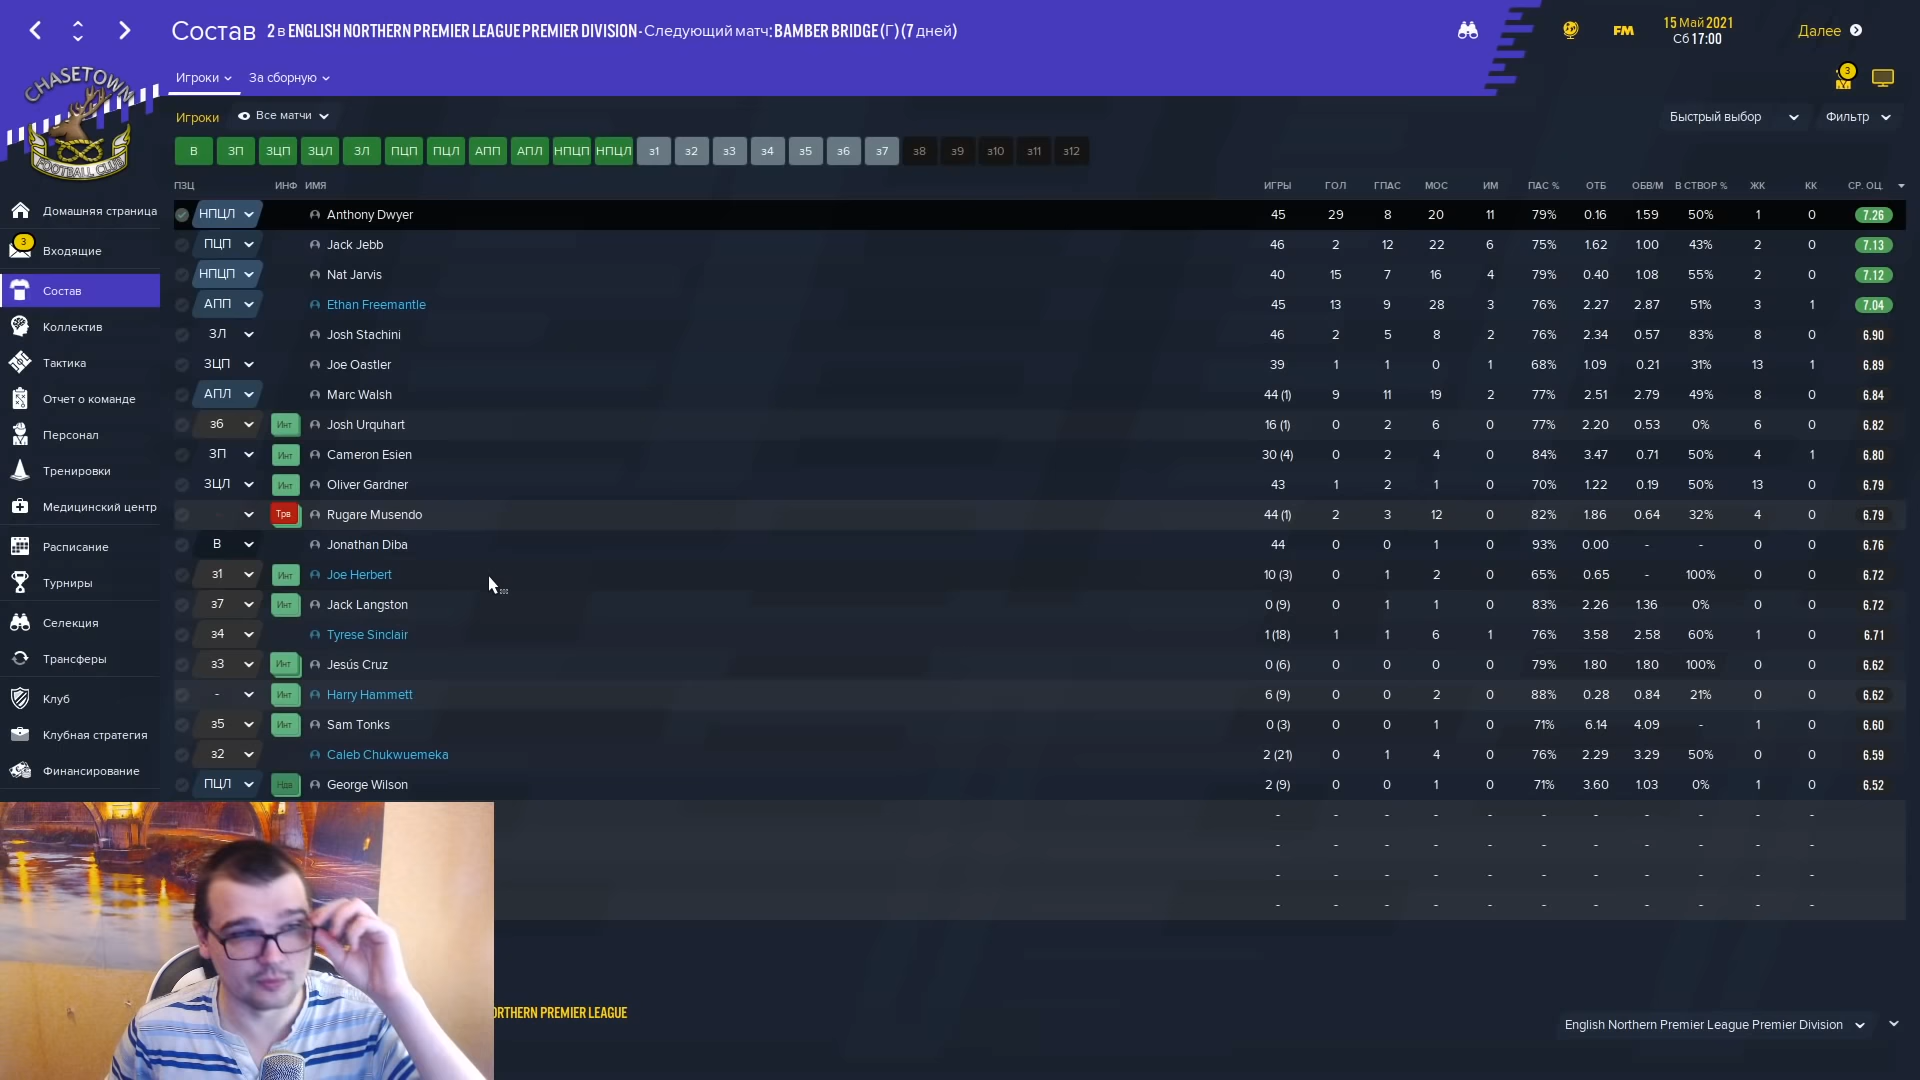 Состав 2 в ENGLISH NORTHERN PREMIER LEAGUE PREMIER DIVISION - Следующий матч: BAMBER BRIDGE (Г) (7 дней)
FM
15 Май 2021
Сб 17:00
Далее
Игроки За сборную
3
CHASETOWN
FOOTBALL CLUB
Игроки Все матчи Быстрый выбор Фильтр
В ЗП ЗЦП ЗЦЛ ЗЛ ПЦП ПЦЛ АПП АПЛ НПЦП НПЦЛ з1 з2 з3 з4 з5 з6 з7 з8 з9 з10 з11 з12
ПЗЦ ИНФ ИМЯ ИГРЫ ГОЛ ГПАС МОС ИМ ПАС % ОТБ ОБВ/М В СТВОР % ЖК КК СР. ОЦ.
НПЦЛ Anthony Dwyer 45 29 8 20 11 79% 0.16 1.59 50% 1 0 7.26
ПЦП Jack Jebb 46 2 12 22 6 75% 1.62 1.00 43% 2 0 7.13
НПЦП Nat Jarvis 40 15 7 16 4 79% 0.40 1.08 55% 2 0 7.12
АПП Ethan Freemantle 45 13 9 28 3 76% 2.27 2.87 51% 3 1 7.04
ЗЛ Josh Stachini 46 2 5 8 2 76% 2.34 0.57 83% 8 0 6.90
ЗЦП Joe Oastler 39 1 1 0 1 68% 1.09 0.21 31% 13 1 6.89
АПЛ Marc Walsh 44 (1) 9 11 19 2 77% 2.51 2.79 49% 8 0 6.84
з6 Инт Josh Urquhart 16 (1) 0 2 6 0 77% 2.20 0.53 0% 6 0 6.82
ЗП Инт Cameron Esien 30 (4) 0 2 4 0 84% 3.47 0.71 50% 4 1 6.80
ЗЦЛ Инт Oliver Gardner 43 1 2 1 0 70% 1.22 0.19 50% 13 0 6.79
- Трв Rugare Musendo 44 (1) 2 3 12 0 82% 1.86 0.64 32% 4 0 6.79
В Jonathan Diba 44 0 0 1 0 93% 0.00 - - 0 0 6.76
з1 Инт Joe Herbert 10 (3) 0 1 2 0 65% 0.65 - 100% 0 0 6.72
з7 Инт Jack Langston 0 (9) 0 1 1 0 83% 2.26 1.36 0% 0 0 6.72
з4 Tyrese Sinclair 1 (18) 1 1 6 1 76% 3.58 2.58 60% 1 0 6.71
з3 Инт Jesús Cruz 0 (6) 0 0 0 0 79% 1.80 1.80 100% 0 0 6.62
- Инт Harry Hammett 6 (9) 0 0 2 0 88% 0.28 0.84 21% 0 0 6.62
з5 Инт Sam Tonks 0 (3) 0 0 1 0 71% 6.14 4.09 - 1 0 6.60
з2 Caleb Chukwuemeka 2 (21) 0 1 4 0 76% 2.29 3.29 50% 0 0 6.59
ПЦЛ Нда George Wilson 2 (9) 0 0 1 0 71% 3.60 1.03 0% 1 0 6.52
- - - - - - - - - - -
- - - - - - - - - - -
- - - - - - - - - - -
- - - - - - - - - - -
Домашняя страница
3
Входящие
Состав
Коллектив
Тактика
Отчет о команде
Персонал
Тренировки
Медицинский центр
Расписание
Турниры
Селекция
Трансферы
Клуб
Клубная стратегия
Финансирование
ORTHERN PREMIER LEAGUE
English Northern Premier League Premier Division